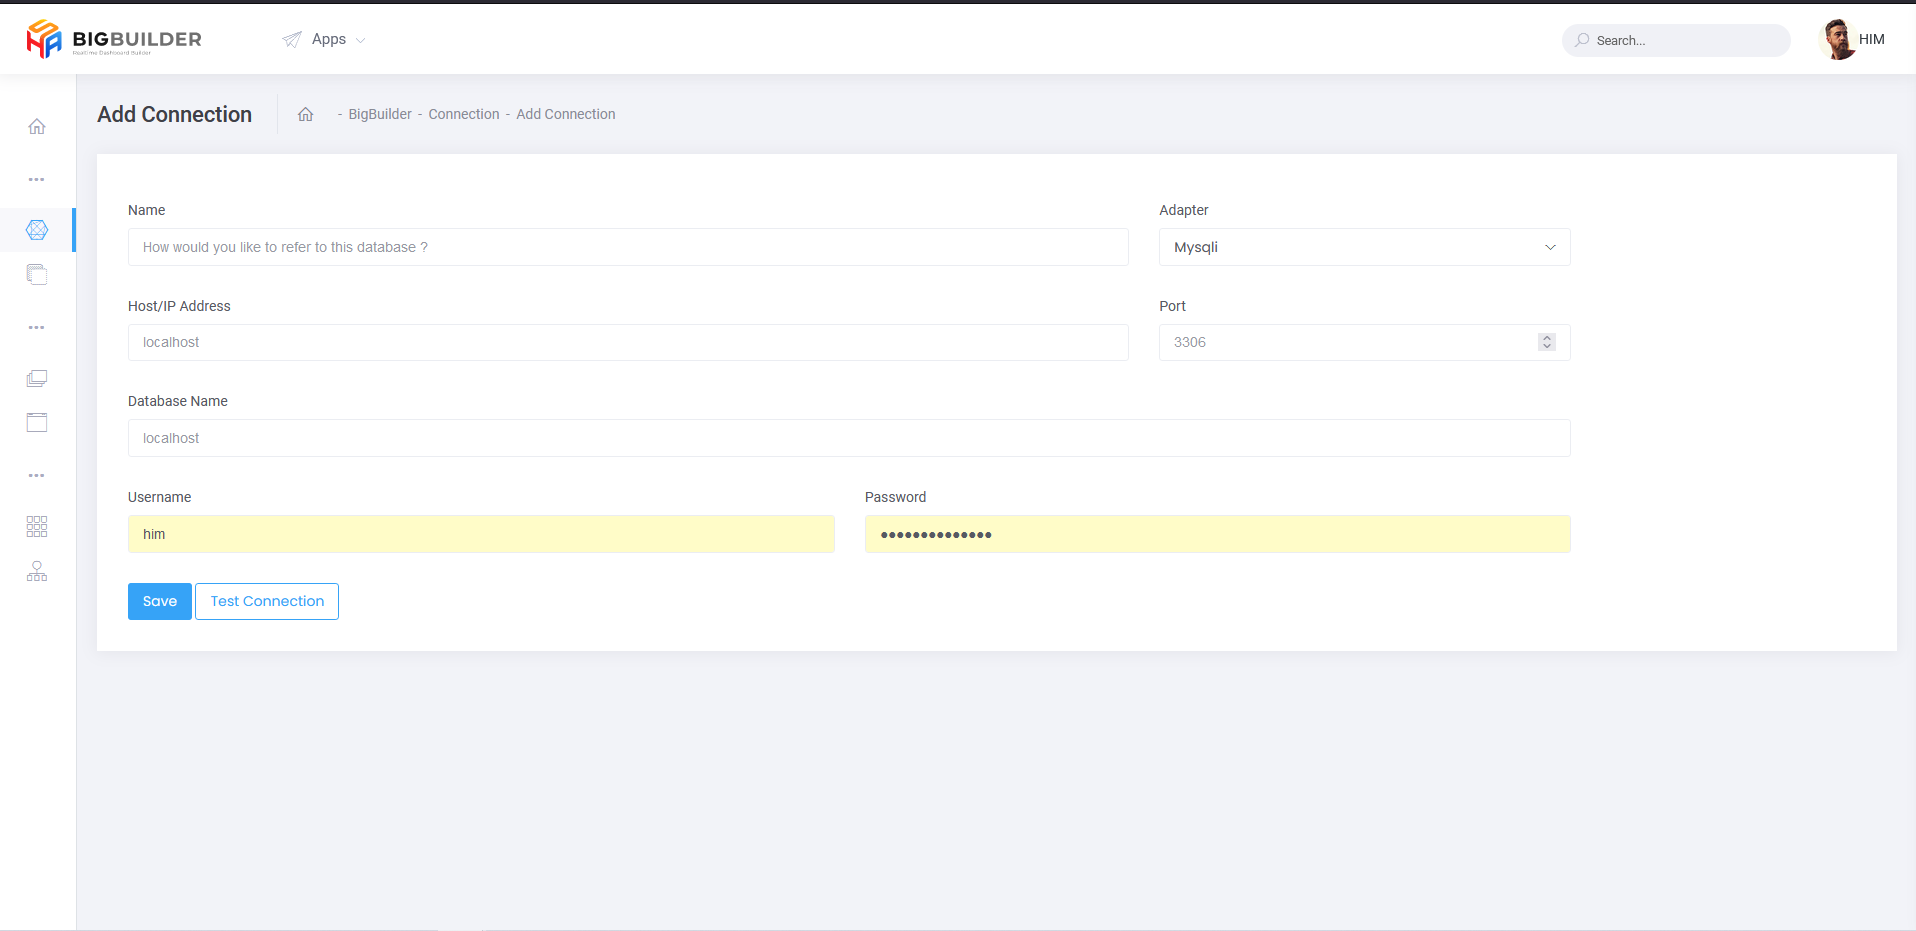 BIGBUILDER
Realtime Dashboard Builder
Apps
Search...
HIM
Add Connection
- BigBuilder - Connection - Add Connection
Name
Adapter
How would you like to refer to this database ?
Mysqli
Host/IP Address
Port
localhost
3306
Database Name
localhost
Username
Password
him
••••••••••••••
Save
Test Connection